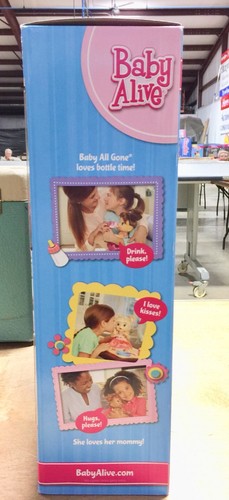 Baby
Alive
Baby All Gone®
loves bottle time!
Drink,
please!
I love
kisses!
Hugs,
please!
She loves her mommy!
BabyAlive.com